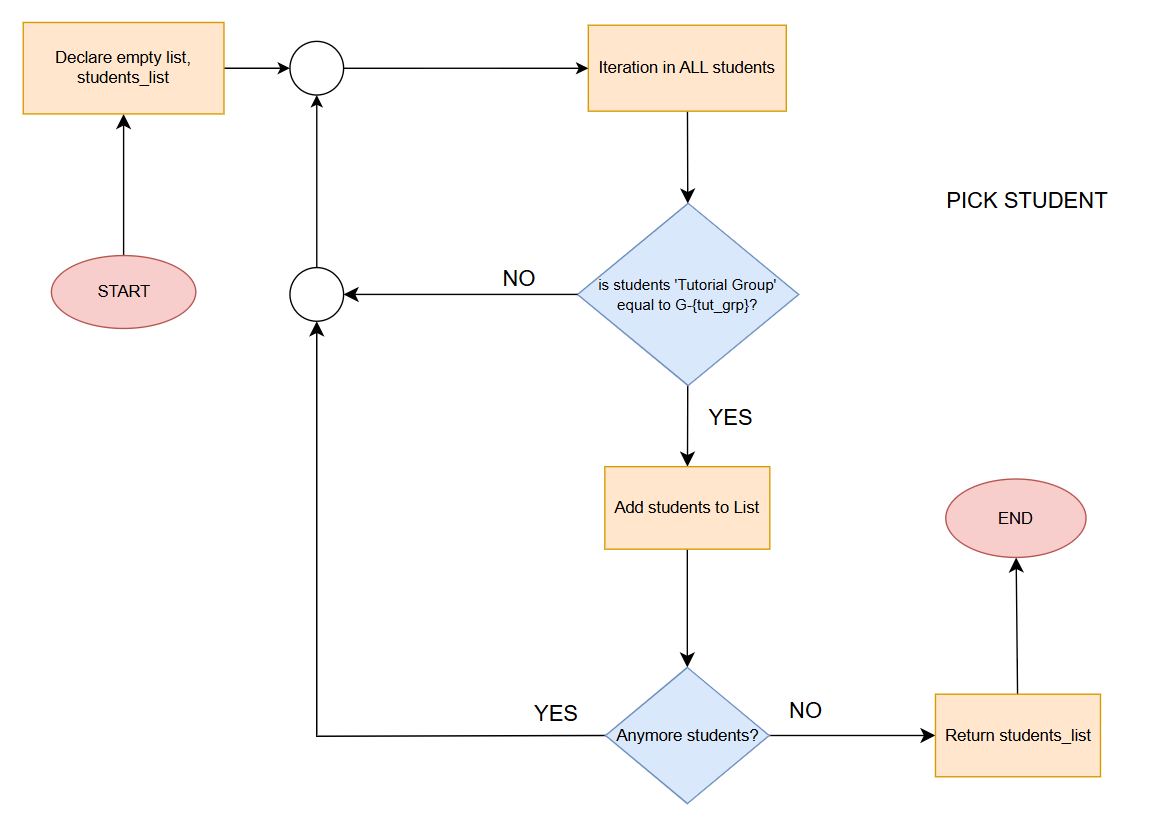 Declare empty list,
students_list
Iteration in ALL students
PICK STUDENT
START
NO
is students 'Tutorial Group'
equal to G-{tut_grp}?
YES
Add students to List
END
YES
NO
Anymore students?
Return students_list